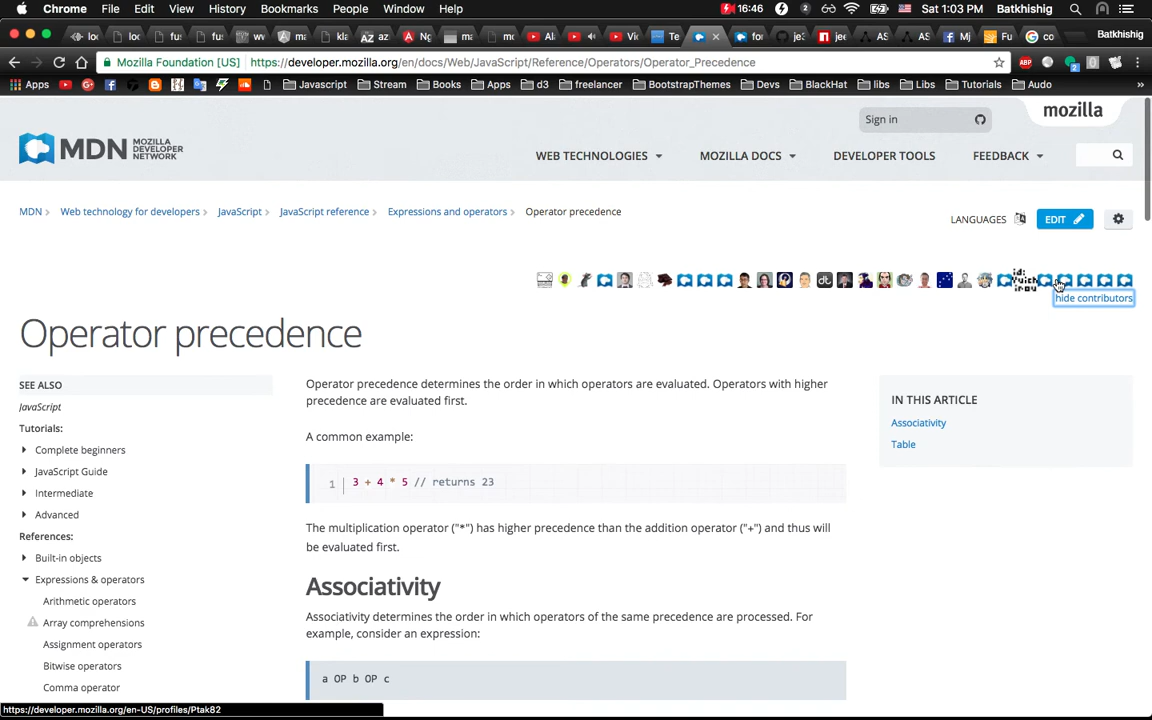 Chrome File Edit View History Bookmarks People Window Help 16:46 2 Sat 1:03 PM Batkhishig
Batkhishig
Mozilla Foundation [US] https://developer.mozilla.org/en/docs/Web/JavaScript/Reference/Operators/Operator_Precedence
Apps Javascript Stream Books Apps d3 freelancer BootstrapThemes Devs BlackHat libs Libs Tutorials Audo »
mozilla
Sign in
MDN MOZILLA DEVELOPER NETWORK
WEB TECHNOLOGIES MOZILLA DOCS DEVELOPER TOOLS FEEDBACK
MDN Web technology for developers JavaScript JavaScript reference Expressions and operators Operator precedence
LANGUAGES EDIT
hide contributors
Operator precedence
SEE ALSO
JavaScript
Tutorials:
Complete beginners
JavaScript Guide
Intermediate
Advanced
References:
Built-in objects
Expressions & operators
Arithmetic operators
Array comprehensions
Assignment operators
Bitwise operators
Comma operator
Operator precedence determines the order in which operators are evaluated. Operators with higher
precedence are evaluated first.
A common example:
1 3 + 4 * 5 // returns 23
The multiplication operator ("*") has higher precedence than the addition operator ("+") and thus will
be evaluated first.
Associativity
Associativity determines the order in which operators of the same precedence are processed. For
example, consider an expression:
a OP b OP c
IN THIS ARTICLE
Associativity
Table
https://developer.mozilla.org/en-US/profiles/Ptak82